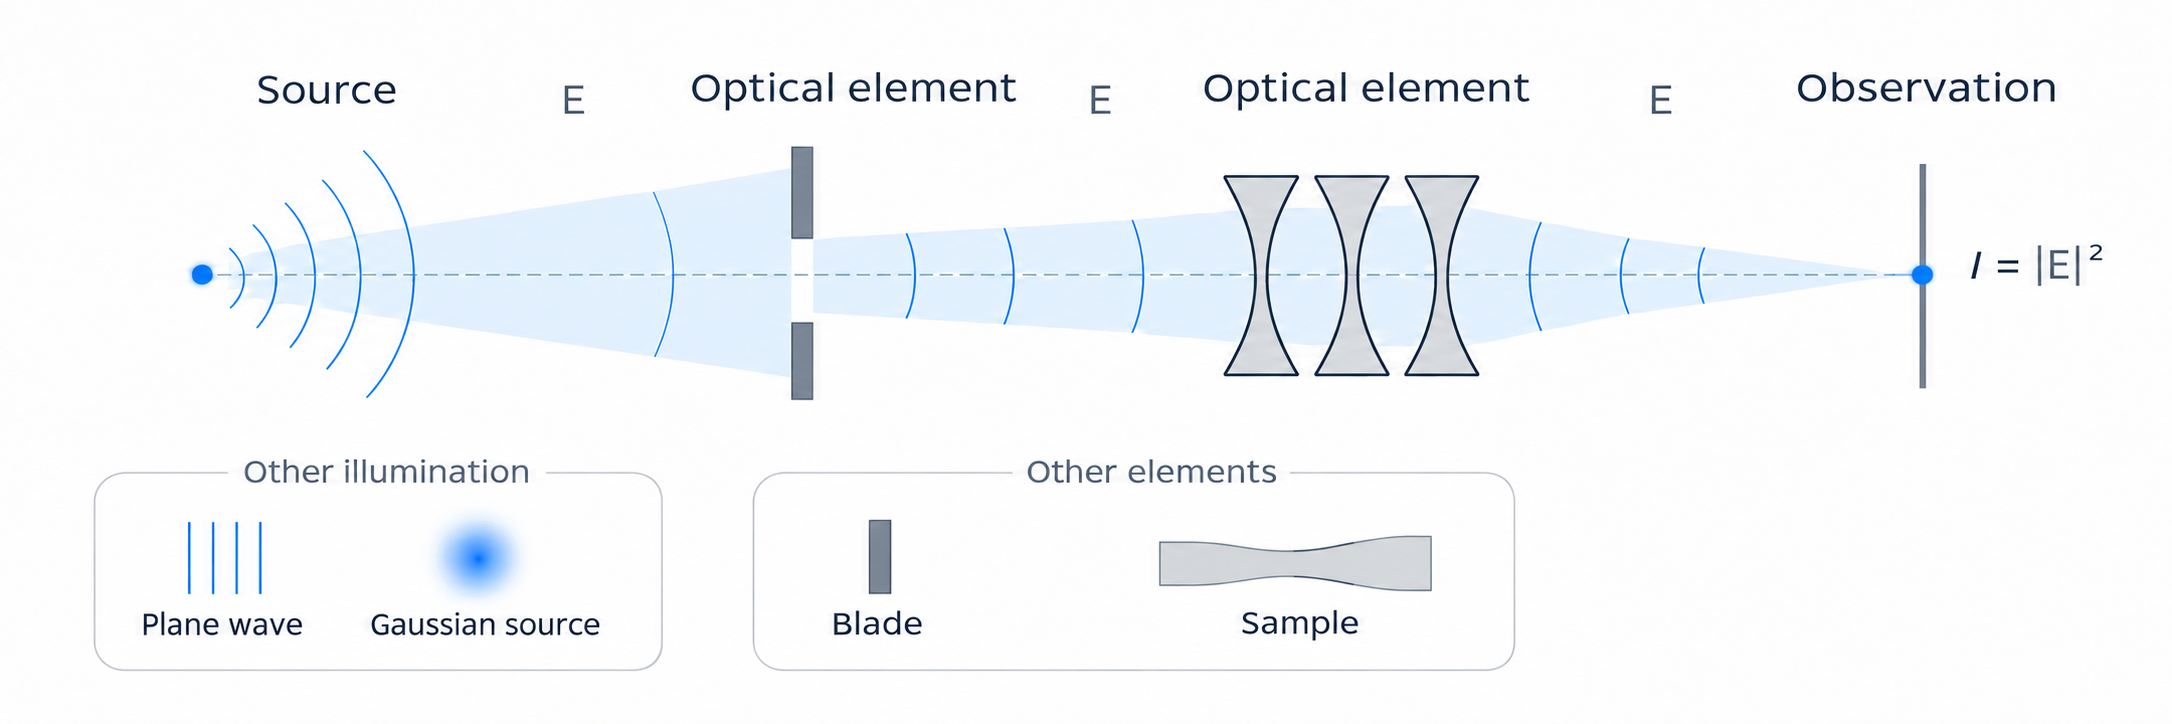 Source
E
Optical element
E
Optical element
E
Observation
I = |E|²
Other illumination
Plane wave
Gaussian source
Other elements
Blade
Sample